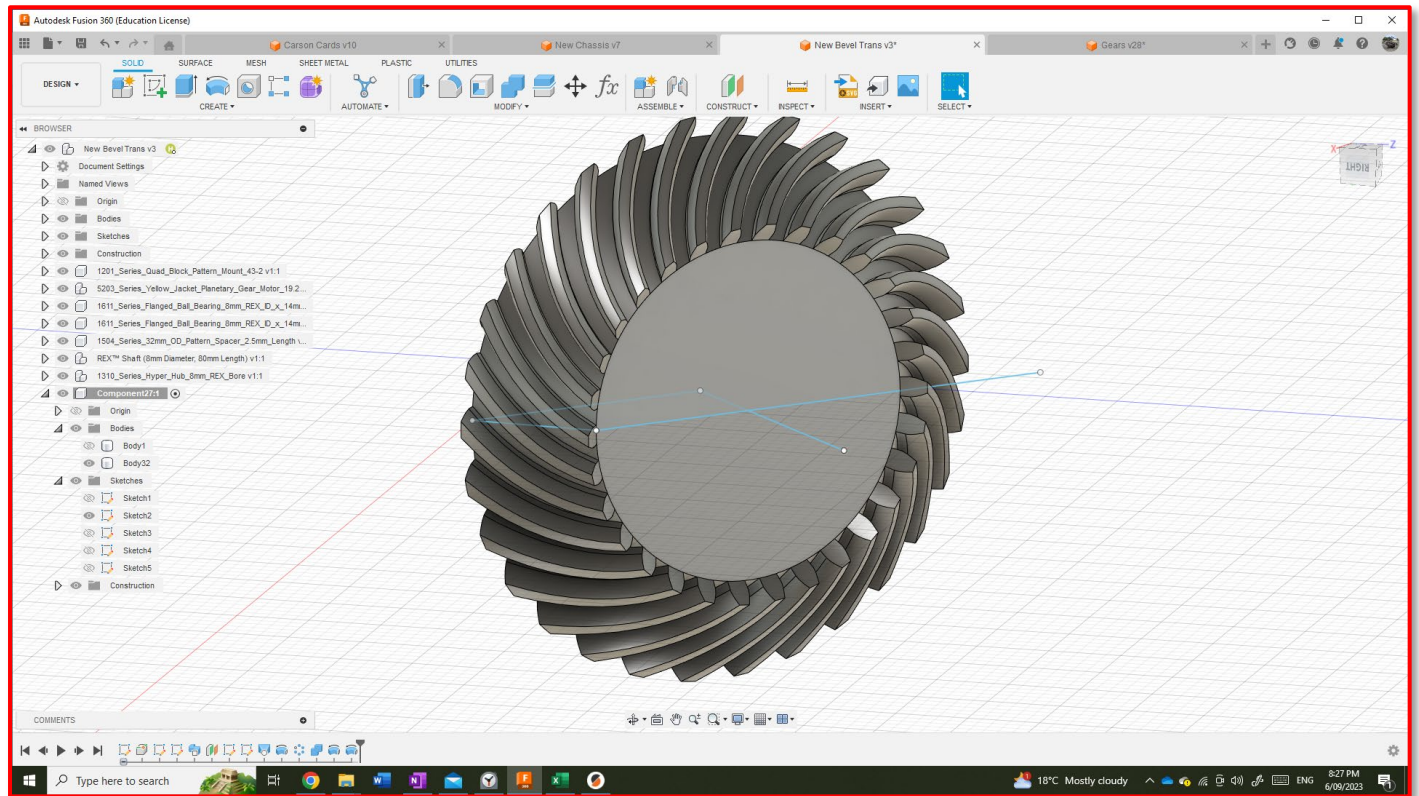 Autodesk Fusion 360 (Education License)
Carson Cards v10
New Chassis v7
New Bevel Trans v3*
Gears v28*
SOLID SURFACE MESH SHEET METAL PLASTIC UTILITIES
DESIGN
CREATE AUTOMATE MODIFY ASSEMBLE CONSTRUCT INSPECT INSERT SELECT
BROWSER
New Bevel Trans v3
Document Settings
Named Views
Origin
Bodies
Sketches
Construction
1201_Series_Quad_Block_Pattern_Mount_43-2 v1:1
5203_Series_Yellow_Jacket_Planetary_Gear_Motor_19.2...
1611_Series_Flanged_Ball_Bearing_8mm_REX_ID_x_14m...
1611_Series_Flanged_Ball_Bearing_8mm_REX_ID_x_14m...
1504_Series_32mm_OD_Pattern_Spacer_2.5mm_Length \...
REX™ Shaft (8mm Diameter, 80mm Length) v1:1
1310_Series_Hyper_Hub_8mm_REX_Bore v1:1
Component27:1
Origin
Bodies
Body1
Body32
Sketches
Sketch1
Sketch2
Sketch3
Sketch4
Sketch5
Construction
X Z
RIGHT
COMMENTS
Type here to search
18°C Mostly cloudy
ENG
8:27 PM
6/09/2023